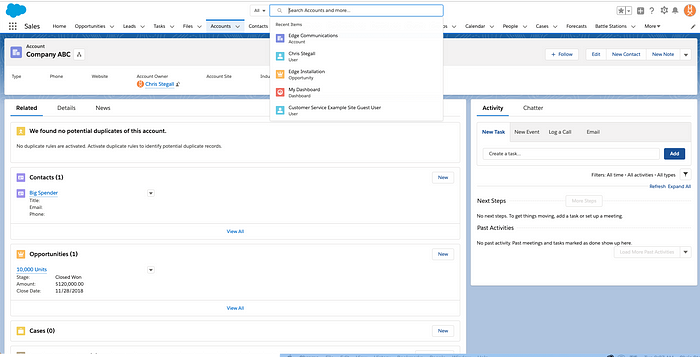 All
Search Accounts and more...
Sales
Home
Opportunities
Leads
Tasks
Files
Accounts
Contacts
Calendar
People
Cases
Forecasts
Battle Stations
More
Recent Items
Edge Communications
Account
Chris Stegall
User
Edge Installation
Opportunity
My Dashboard
Dashboard
Customer Service Example Site Guest User
User
Account
Company ABC
+ Follow
Edit
New Contact
New Note
Type
Phone
Website
Account Owner
Account Site
Chris Stegall
Related
Details
News
We found no potential duplicates of this account.
No duplicate rules are activated. Activate duplicate rules to identify potential duplicate records.
Contacts (1)
New
Big Spender
Title:
Email:
Phone:
View All
Opportunities (1)
New
10,000 Units
Stage: Closed Won
Amount: $120,000.00
Close Date: 11/28/2018
View All
Cases (0)
New
Activity
Chatter
New Task
New Event
Log a Call
Email
Create a task...
Add
Filters: All time • All activities • All types
Refresh Expand All
Next Steps
More Steps
No next steps. To get things moving, add a task or set up a meeting.
Past Activities
No past activity. Past meetings and tasks marked as done show up here.
Load More Past Activities